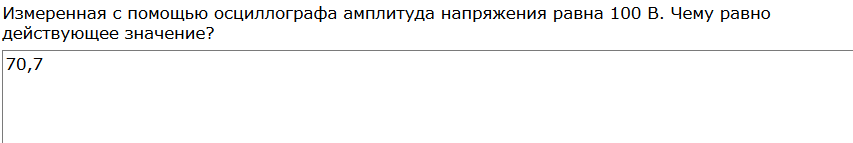 Измеренная с помощью осциллографа амплитуда напряжения равна 100 В. Чему равно
действующее значение?
70,7